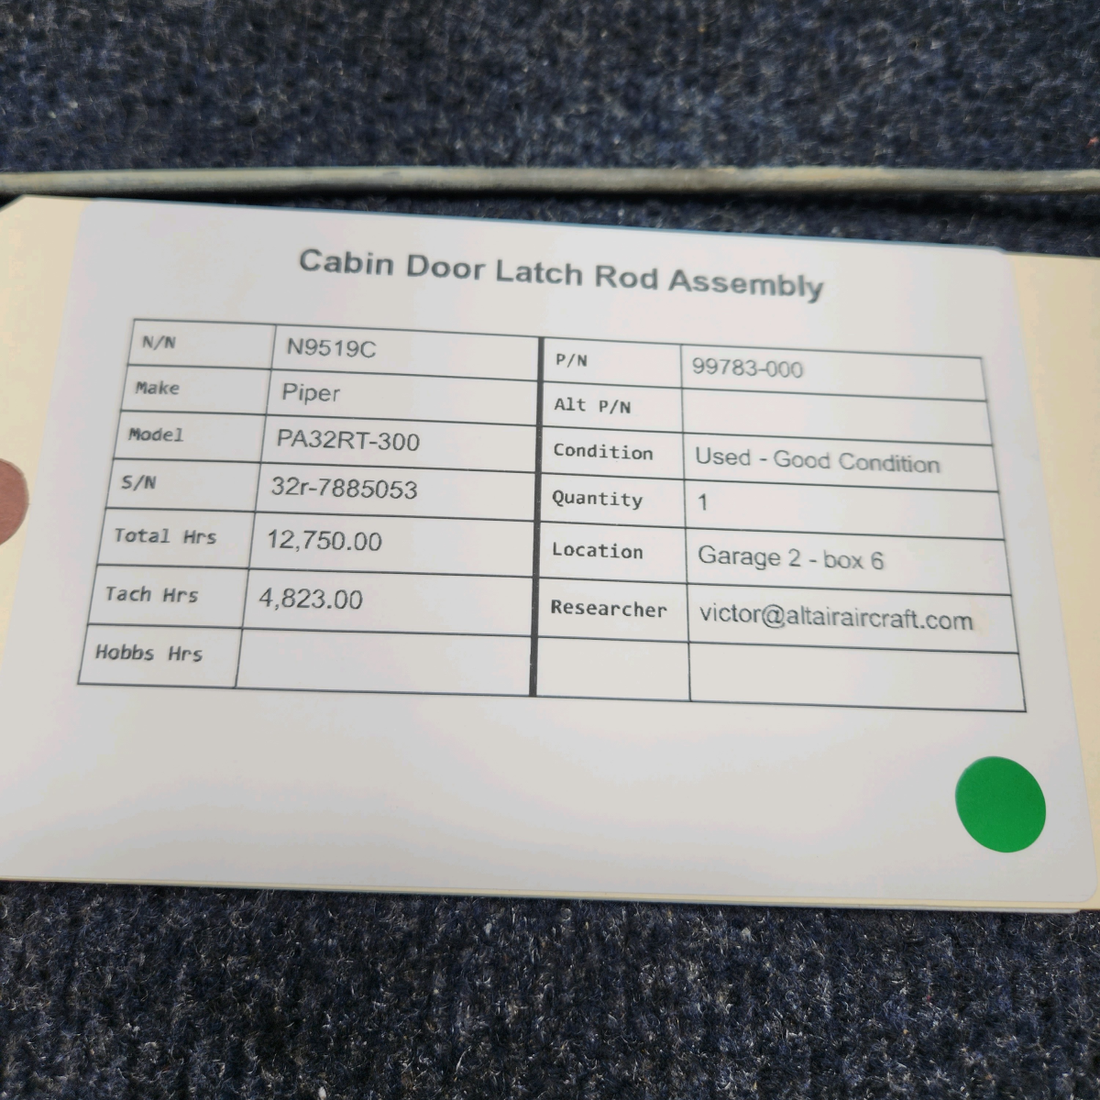 Cabin Door Latch Rod Assembly
N/N N9519C
Make Piper
Model PA32RT-300
S/N 32r-7885053
Total Hrs 12,750.00
Tach Hrs 4,823.00
Hobbs Hrs
P/N 99783-000
Alt P/N
Condition Used - Good Condition
Quantity 1
Location Garage 2 - box 6
Researcher victor@altairaircraft.com